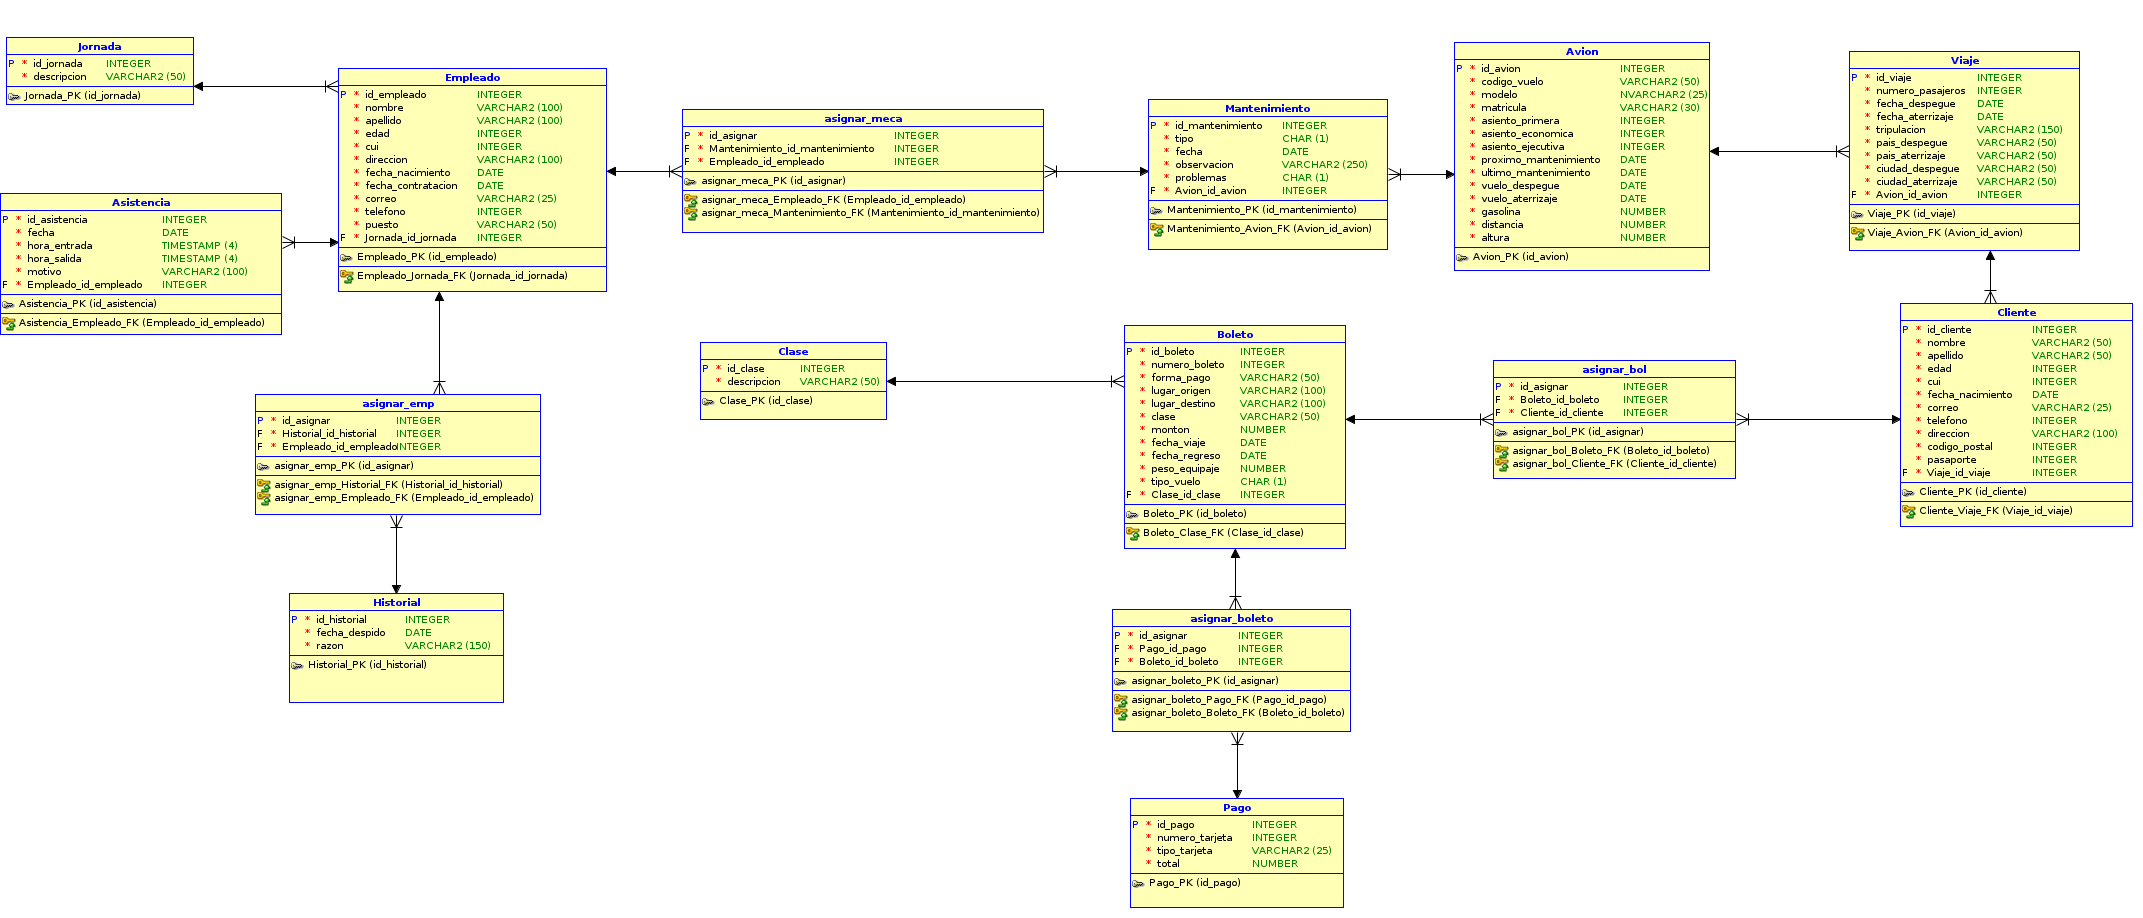 Jornada
P * id_jornada INTEGER
* descripcion VARCHAR2 (50)
Jornada_PK (id_jornada)
Empleado
P * id_empleado INTEGER
* nombre VARCHAR2 (100)
* apellido VARCHAR2 (100)
* edad INTEGER
* cui INTEGER
* direccion VARCHAR2 (100)
* fecha_nacimiento DATE
* fecha_contratacion DATE
* correo VARCHAR2 (25)
* telefono INTEGER
* puesto VARCHAR2 (50)
F * Jornada_id_jornada INTEGER
Empleado_PK (id_empleado)
Empleado_Jornada_FK (Jornada_id_jornada)
asignar_meca
P * id_asignar INTEGER
F * Mantenimiento_id_mantenimiento INTEGER
F * Empleado_id_empleado INTEGER
asignar_meca_PK (id_asignar)
asignar_meca_Empleado_FK (Empleado_id_empleado)
asignar_meca_Mantenimiento_FK (Mantenimiento_id_mantenimiento)
Mantenimiento
P * id_mantenimiento INTEGER
* tipo CHAR (1)
* fecha DATE
* observacion VARCHAR2 (250)
* problemas CHAR (1)
F * Avion_id_avion INTEGER
Mantenimiento_PK (id_mantenimiento)
Mantenimiento_Avion_FK (Avion_id_avion)
Avion
P * id_avion INTEGER
* codigo_vuelo VARCHAR2 (50)
* modelo NVARCHAR2 (25)
* matricula VARCHAR2 (30)
* asiento_primera INTEGER
* asiento_economica INTEGER
* asiento_ejecutiva INTEGER
* proximo_mantenimiento DATE
* ultimo_mantenimiento DATE
* vuelo_despegue DATE
* vuelo_aterrizaje DATE
* gasolina NUMBER
* distancia NUMBER
* altura NUMBER
Avion_PK (id_avion)
Viaje
P * id_viaje INTEGER
* numero_pasajeros INTEGER
* fecha_despegue DATE
* fecha_aterrizaje DATE
* tripulacion VARCHAR2 (150)
* pais_despegue VARCHAR2 (50)
* pais_aterrizaje VARCHAR2 (50)
* ciudad_despegue VARCHAR2 (50)
* ciudad_aterrizaje VARCHAR2 (50)
F * Avion_id_avion INTEGER
Viaje_PK (id_viaje)
Viaje_Avion_FK (Avion_id_avion)
Asistencia
P * id_asistencia INTEGER
* fecha DATE
* hora_entrada TIMESTAMP (4)
* hora_salida TIMESTAMP (4)
* motivo VARCHAR2 (100)
F * Empleado_id_empleado INTEGER
Asistencia_PK (id_asistencia)
Asistencia_Empleado_FK (Empleado_id_empleado)
Clase
P * id_clase INTEGER
* descripcion VARCHAR2 (50)
Clase_PK (id_clase)
Boleto
P * id_boleto INTEGER
* numero_boleto INTEGER
* forma_pago VARCHAR2 (50)
* lugar_origen VARCHAR2 (100)
* lugar_destino VARCHAR2 (100)
* clase VARCHAR2 (50)
* monton NUMBER
* fecha_viaje DATE
* fecha_regreso DATE
* peso_equipaje NUMBER
* tipo_vuelo CHAR (1)
F * Clase_id_clase INTEGER
Boleto_PK (id_boleto)
Boleto_Clase_FK (Clase_id_clase)
asignar_bol
P * id_asignar INTEGER
F * Boleto_id_boleto INTEGER
F * Cliente_id_cliente INTEGER
asignar_bol_PK (id_asignar)
asignar_bol_Boleto_FK (Boleto_id_boleto)
asignar_bol_Cliente_FK (Cliente_id_cliente)
Cliente
P * id_cliente INTEGER
* nombre VARCHAR2 (50)
* apellido VARCHAR2 (50)
* edad INTEGER
* cui INTEGER
* fecha_nacimiento DATE
* correo VARCHAR2 (25)
* telefono INTEGER
* direccion VARCHAR2 (100)
* codigo_postal INTEGER
* pasaporte INTEGER
F * Viaje_id_viaje INTEGER
Cliente_PK (id_cliente)
Cliente_Viaje_FK (Viaje_id_viaje)
asignar_emp
P * id_asignar INTEGER
F * Historial_id_historial INTEGER
F * Empleado_id_empleado INTEGER
asignar_emp_PK (id_asignar)
asignar_emp_Historial_FK (Historial_id_historial)
asignar_emp_Empleado_FK (Empleado_id_empleado)
Historial
P * id_historial INTEGER
* fecha_despido DATE
* razon VARCHAR2 (150)
Historial_PK (id_historial)
asignar_boleto
P * id_asignar INTEGER
F * Pago_id_pago INTEGER
F * Boleto_id_boleto INTEGER
asignar_boleto_PK (id_asignar)
asignar_boleto_Pago_FK (Pago_id_pago)
asignar_boleto_Boleto_FK (Boleto_id_boleto)
Pago
P * id_pago INTEGER
* numero_tarjeta INTEGER
* tipo_tarjeta VARCHAR2 (25)
* total NUMBER
Pago_PK (id_pago)